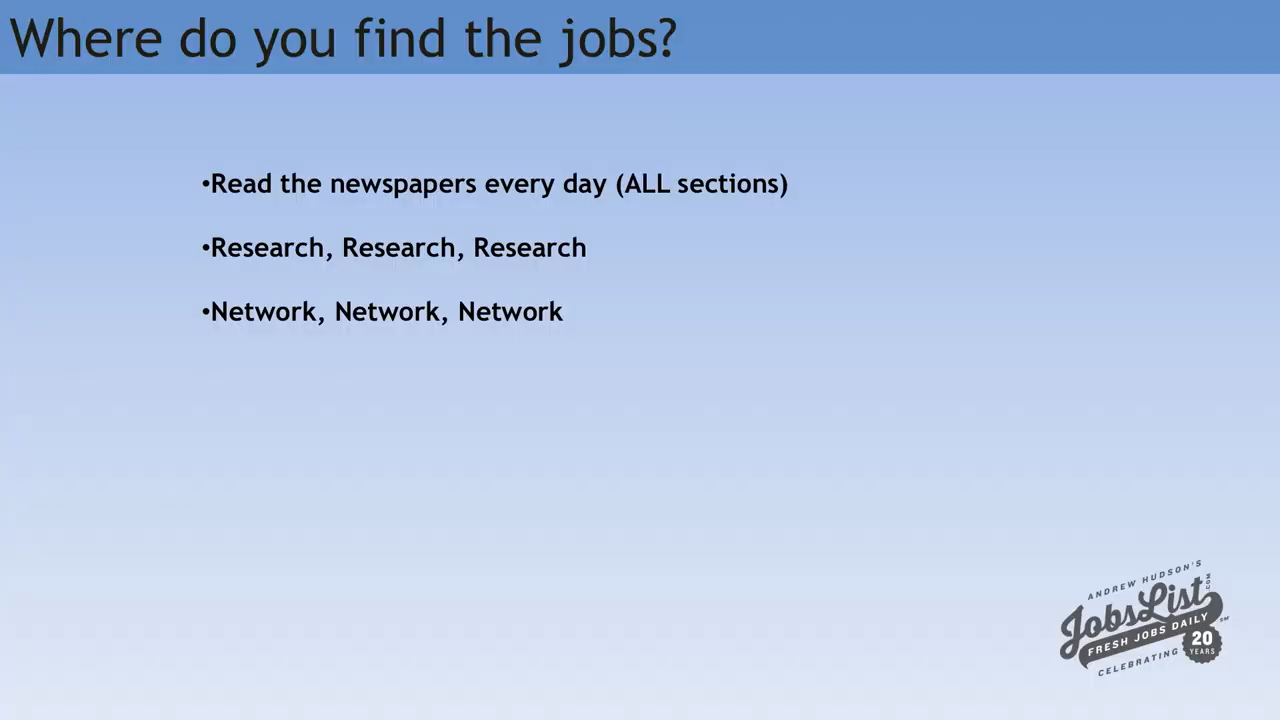 Where do you find the jobs?
•Read the newspapers every day (ALL sections)
•Research, Research, Research
•Network, Network, Network
ANDREW HUDSON'S
JobsList.COM
FRESH JOBS DAILY
CELEBRATING 20 YEARS